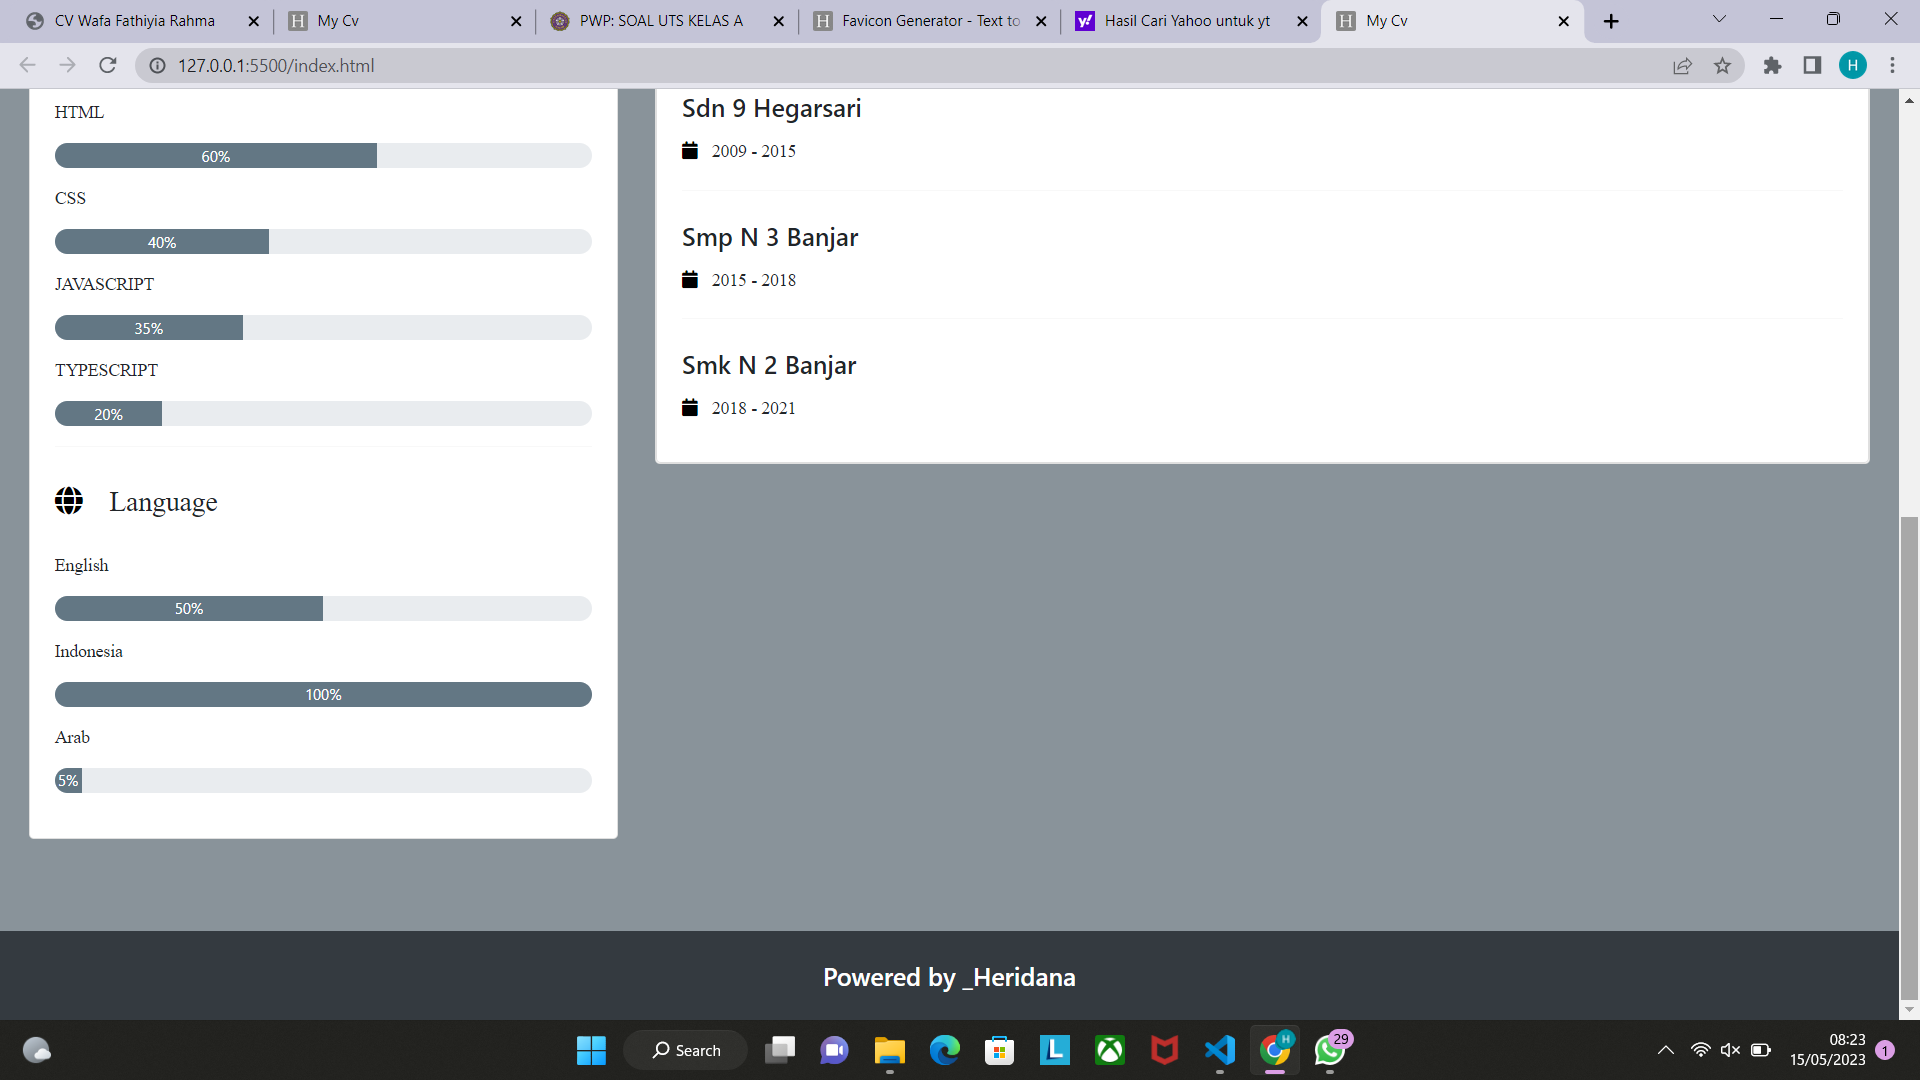 CV Wafa Fathiyia Rahma
My Cv
PWP: SOAL UTS KELAS A
Favicon Generator - Text to
Hasil Cari Yahoo untuk yt
My Cv
127.0.0.1:5500/index.html
H
HTML
60%
CSS
40%
JAVASCRIPT
35%
TYPESCRIPT
20%
Language
English
50%
Indonesia
100%
Arab
5%
Sdn 9 Hegarsari
2009 - 2015
Smp N 3 Banjar
2015 - 2018
Smk N 2 Banjar
2018 - 2021
Powered by _Heridana
Search
L
H
29
08:23
15/05/2023
1